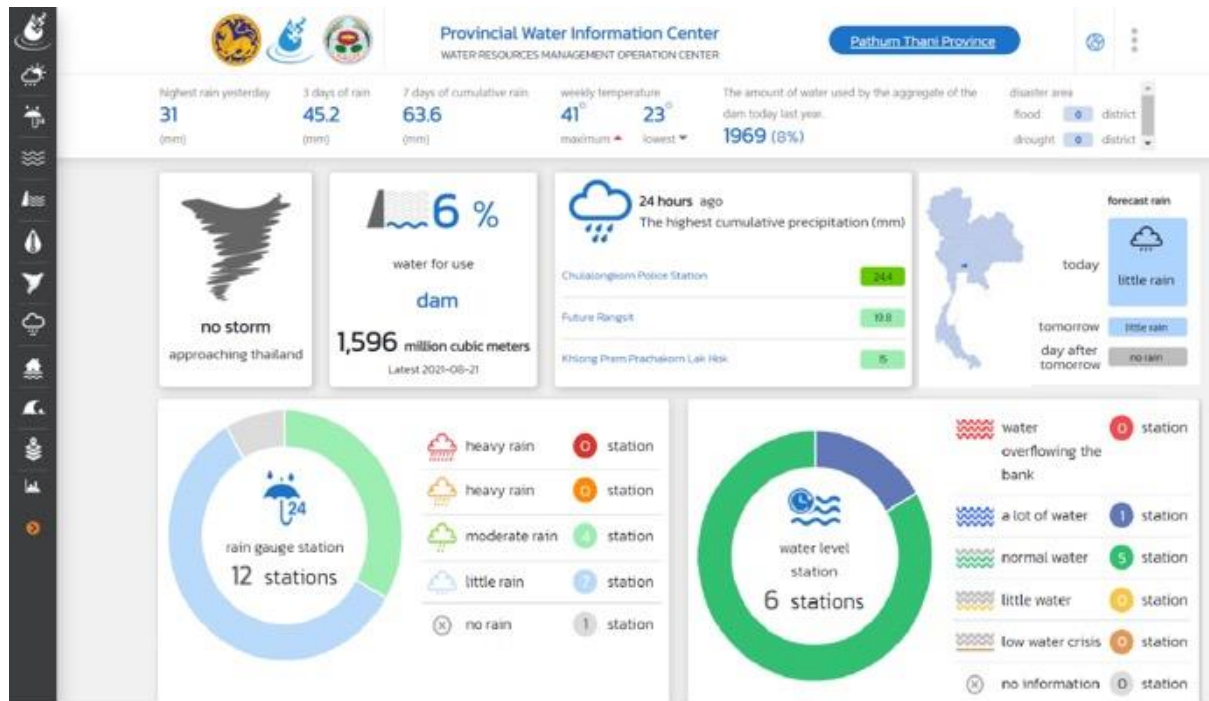 Provincial Water Information Center
WATER RESOURCES MANAGEMENT OPERATION CENTER
Pathum Thani Province
highest rain yesterday
31
(mm)
3 days of rain
45.2
(mm)
7 days of cumulative rain
63.6
(mm)
weekly temperature
41° 23°
maximum lowest
The amount of water used by the aggregate of the
dam today last year.
1969 (8%)
disaster area
flood 0 district
drought 0 district
no storm
approaching thailand
6 %
water for use
dam
1,596 million cubic meters
Latest 2021-08-21
24 hours ago
The highest cumulative precipitation (mm)
Chulalongkorn Police Station 24.4
Future Rangsit 19.8
Khlong Prem Prachakorn Lak Hok 15
forecast rain
today
little rain
tomorrow little rain
day after
tomorrow
no rain
24
rain gauge station
12 stations
heavy rain 0 station
heavy rain 0 station
moderate rain 4 station
little rain 7 station
no rain 1 station
water level
station
6 stations
water
overflowing the
bank
0 station
a lot of water 1 station
normal water 5 station
little water 0 station
low water crisis 0 station
no information 0 station